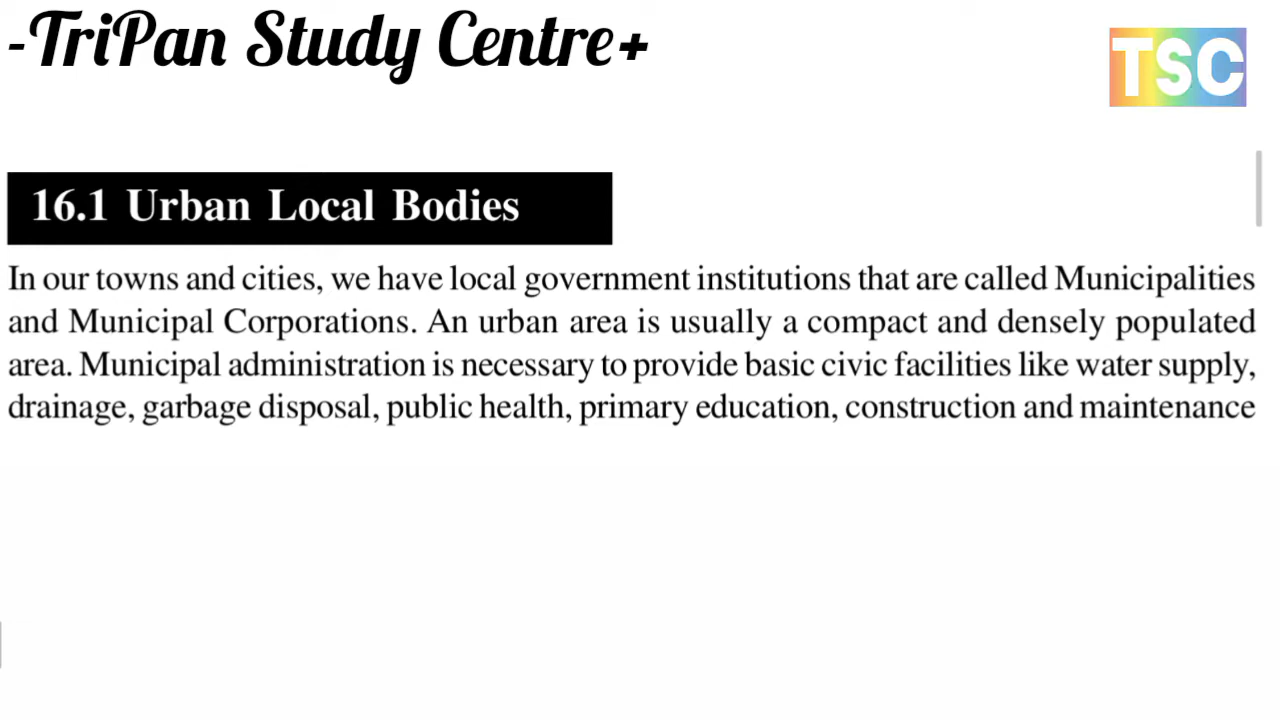 -TriPan Study Centre+
TSC
16.1 Urban Local Bodies
In our towns and cities, we have local government institutions that are called Municipalities
and Municipal Corporations. An urban area is usually a compact and densely populated
area. Municipal administration is necessary to provide basic civic facilities like water supply,
drainage, garbage disposal, public health, primary education, construction and maintenance